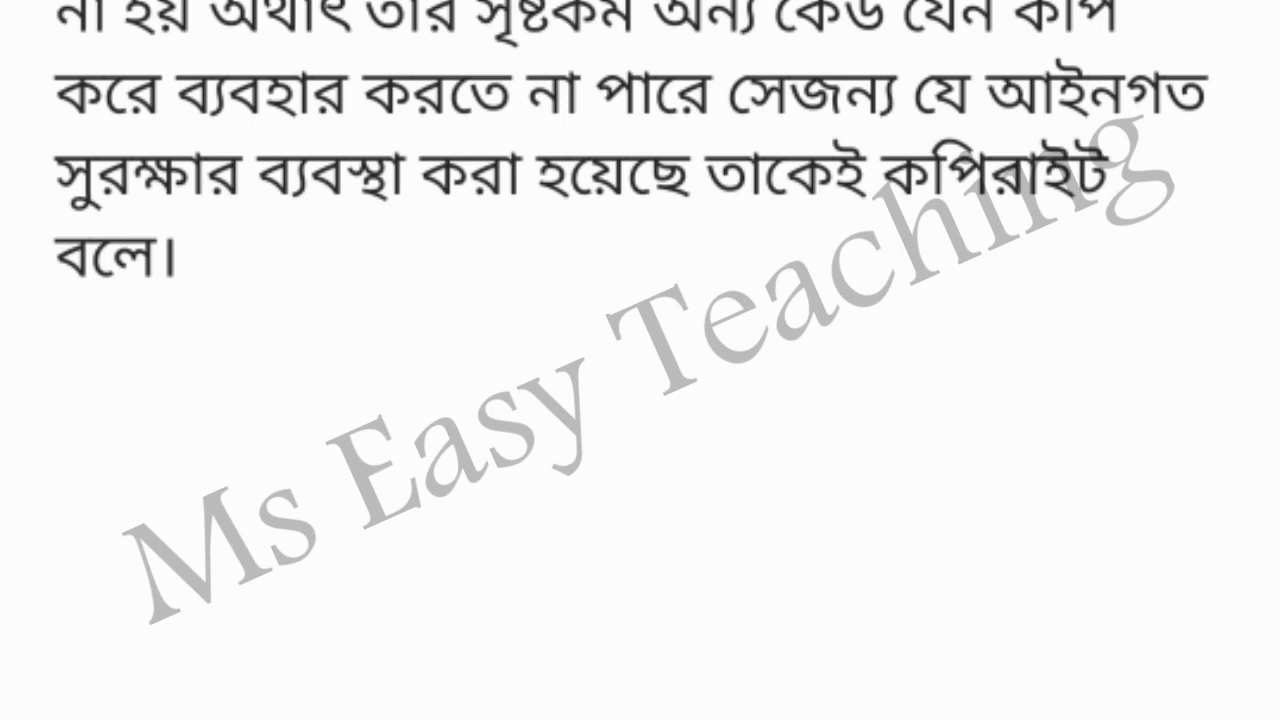 না হয় অর্থাৎ তার সৃষ্টকর্ম অন্য কেউ যেন কপি
করে ব্যবহার করতে না পারে সেজন্য যে আইনগত
সুরক্ষার ব্যবস্থা করা হয়েছে তাকেই কপিরাইট
বলে।
Ms Easy Teaching